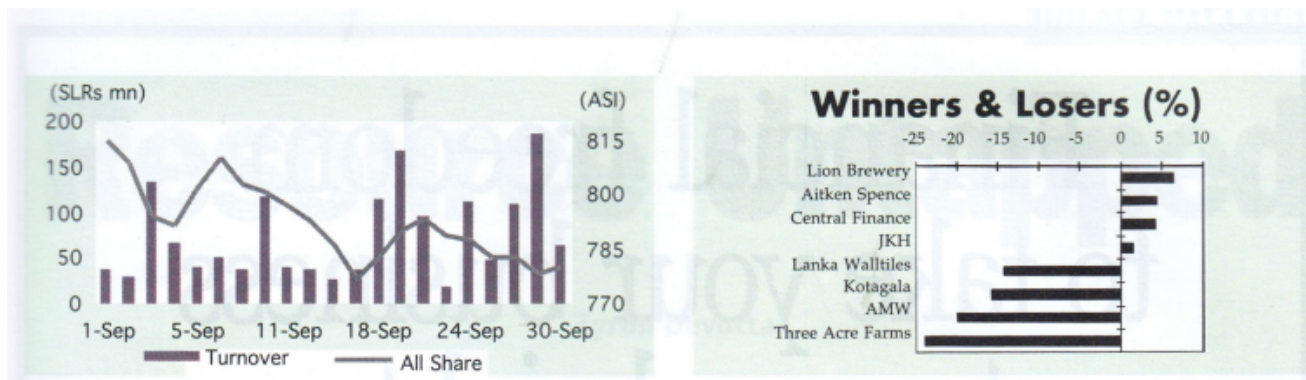 (SLRs mn)
(ASI)
200
150
100
50
0
815
800
785
770
1-Sep 5-Sep 11-Sep 18-Sep 24-Sep 30-Sep
Turnover All Share
Winners & Losers (%)
-25 -20 -15 -10 -5 0 5 10
Lion Brewery
Aitken Spence
Central Finance
JKH
Lanka Walltiles
Kotagala
AMW
Three Acre Farms